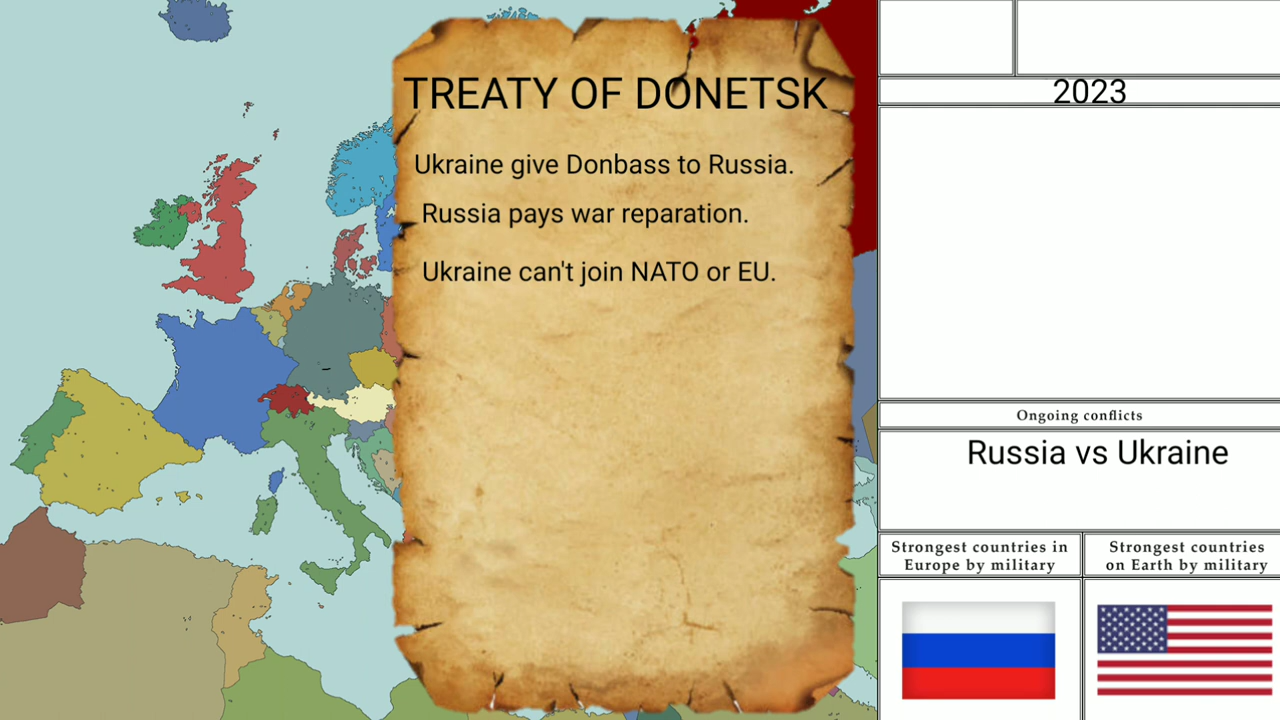 TREATY OF DONETSK
Ukraine give Donbass to Russia.
Russia pays war reparation.
Ukraine can't join NATO or EU.
2023
Ongoing conflicts
Russia vs Ukraine
Strongest countries in
Europe by military
Strongest countries
on Earth by military